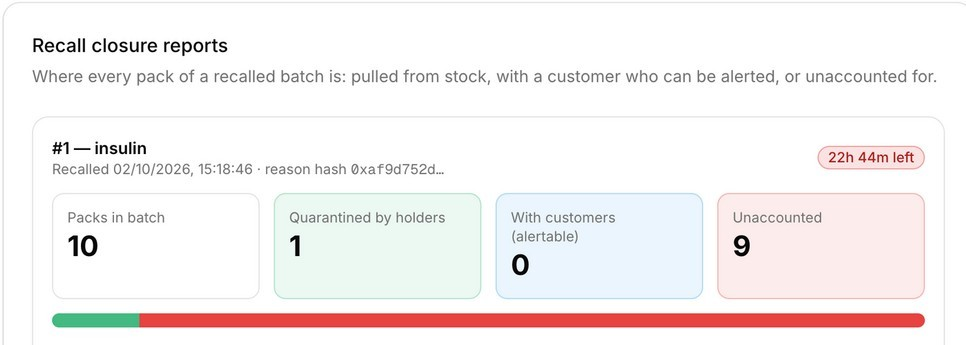 Recall closure reports
Where every pack of a recalled batch is: pulled from stock, with a customer who can be alerted, or unaccounted for.
#1 — insulin
Recalled 02/10/2026, 15:18:46 · reason hash 0xaf9d752d…
22h 44m left
Packs in batch
10
Quarantined by holders
1
With customers
(alertable)
0
Unaccounted
9